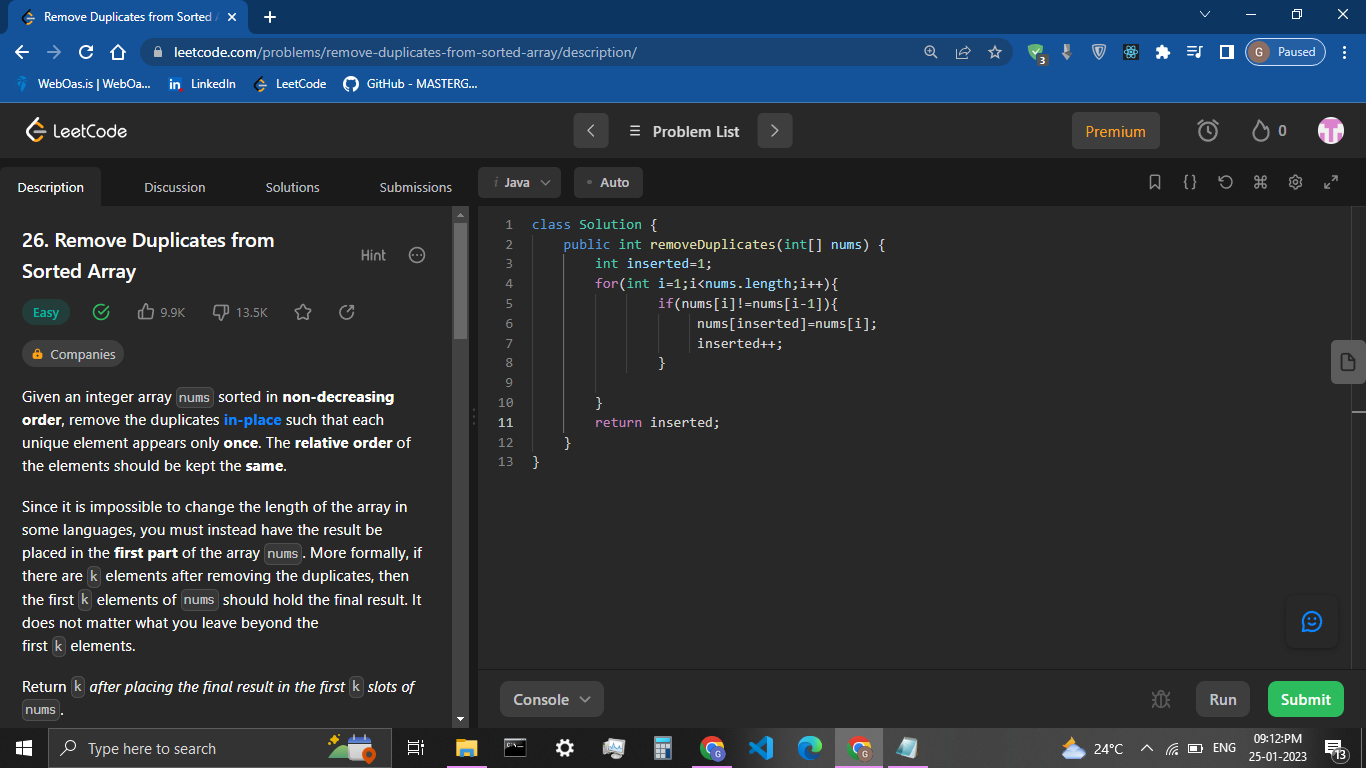 Remove Duplicates from Sorted A
leetcode.com/problems/remove-duplicates-from-sorted-array/description/
3
G Paused
WebOas.is | WebOa...
in LinkedIn
LeetCode
GitHub - MASTERG...
LeetCode
Problem List
Premium
0
Description Discussion Solutions Submissions
i Java
Auto
26. Remove Duplicates from
Sorted Array
Hint
Easy
9.9K
13.5K
Companies
Given an integer array nums sorted in non-decreasing
order, remove the duplicates in-place such that each
unique element appears only once. The relative order of
the elements should be kept the same.
Since it is impossible to change the length of the array in
some languages, you must instead have the result be
placed in the first part of the array nums. More formally, if
there are k elements after removing the duplicates, then
the first k elements of nums should hold the final result. It
does not matter what you leave beyond the
first k elements.
Return k after placing the final result in the first k slots of
nums.
1 class Solution {
2 public int removeDuplicates(int[] nums) {
3 int inserted=1;
4 for(int i=1;i<nums.length;i++){
5 if(nums[i]!=nums[i-1]){
6 nums[inserted]=nums[i];
7 inserted++;
8 }
9
10 }
11 return inserted;
12 }
13 }
Console
Run
Submit
Type here to search
G
G
24°C
ENG
09:12:PM
25-01-2023
13